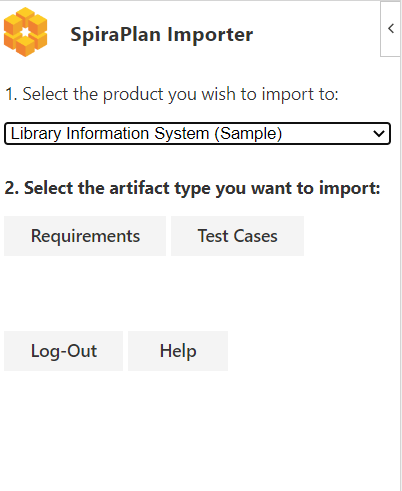 SpiraPlan Importer
1. Select the product you wish to import to:
Library Information System (Sample)
2. Select the artifact type you want to import:
Requirements Test Cases
Log-Out Help